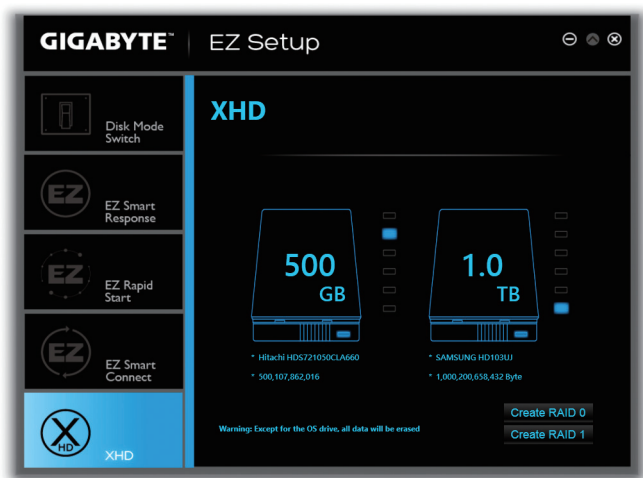 GIGABYTE™ EZ Setup
Disk Mode
Switch
EZ
EZ Smart
Response
EZ
EZ Rapid
Start
EZ
EZ Smart
Connect
X
HD
XHD
XHD
500
GB
1.0
TB
* Hitachi HDS721050CLA660
* 500,107,862,016
* SAMSUNG HD103UJ
* 1,000,200,658,432 Byte
Warning: Except for the OS drive, all data will be erased
Create RAID 0
Create RAID 1